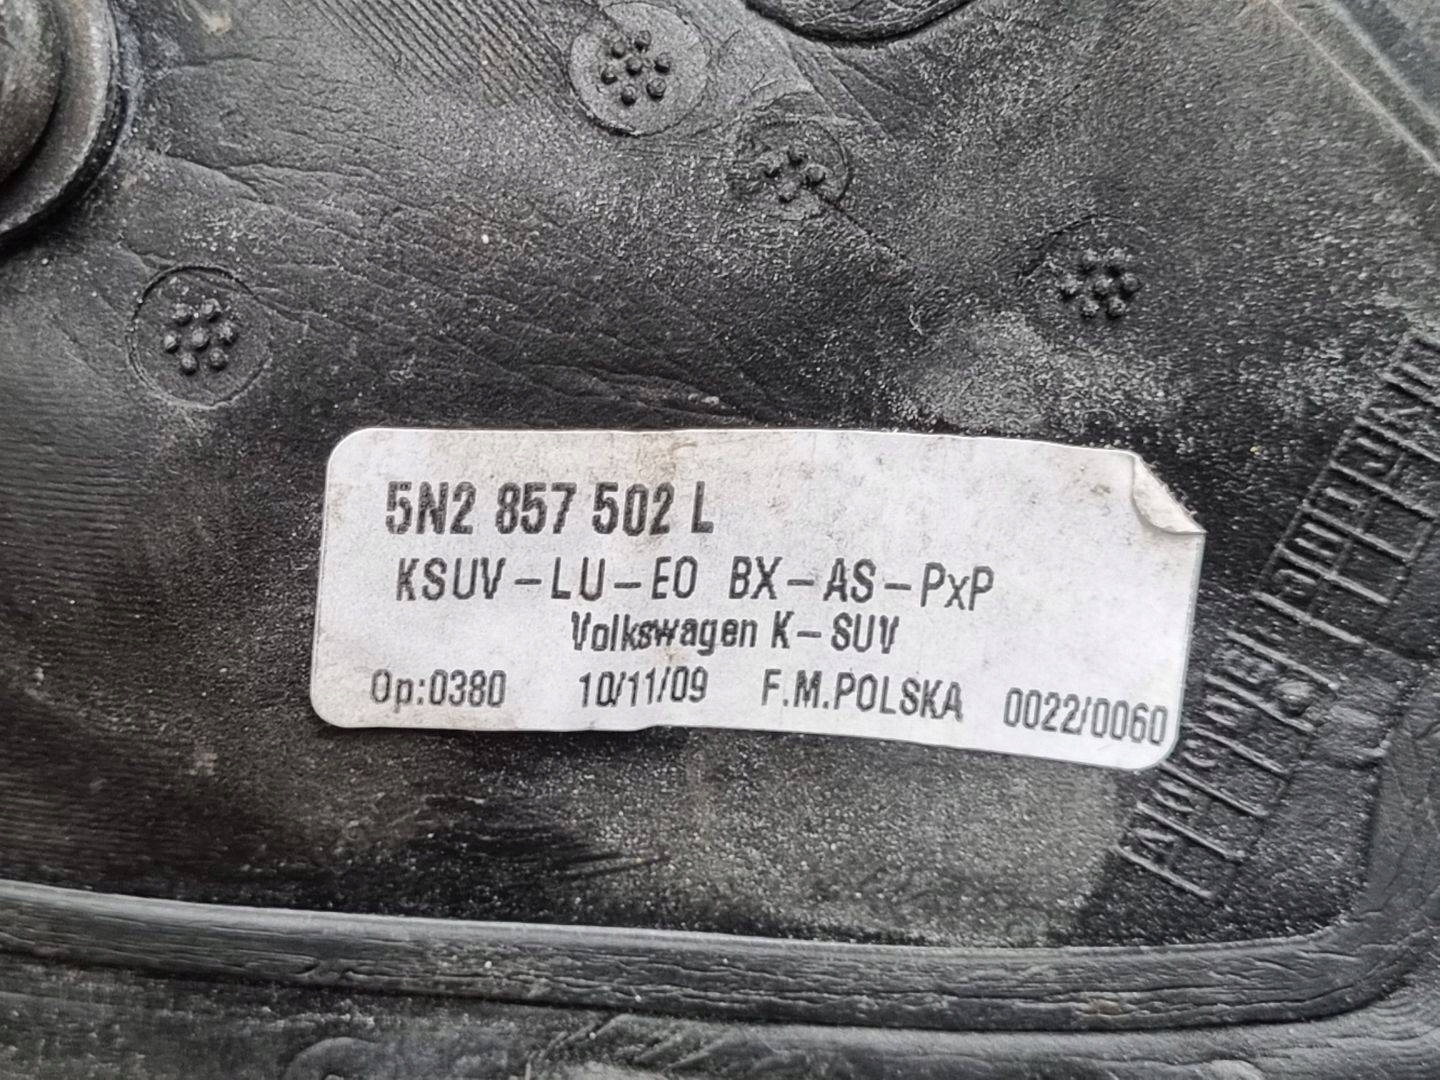 5N2 857 502 L
KSUV-LU-EO BX-AS-PxP
Volkswagen K-SUV
Op:0380 10/11/09 F.M.POLSKA 0022/0060